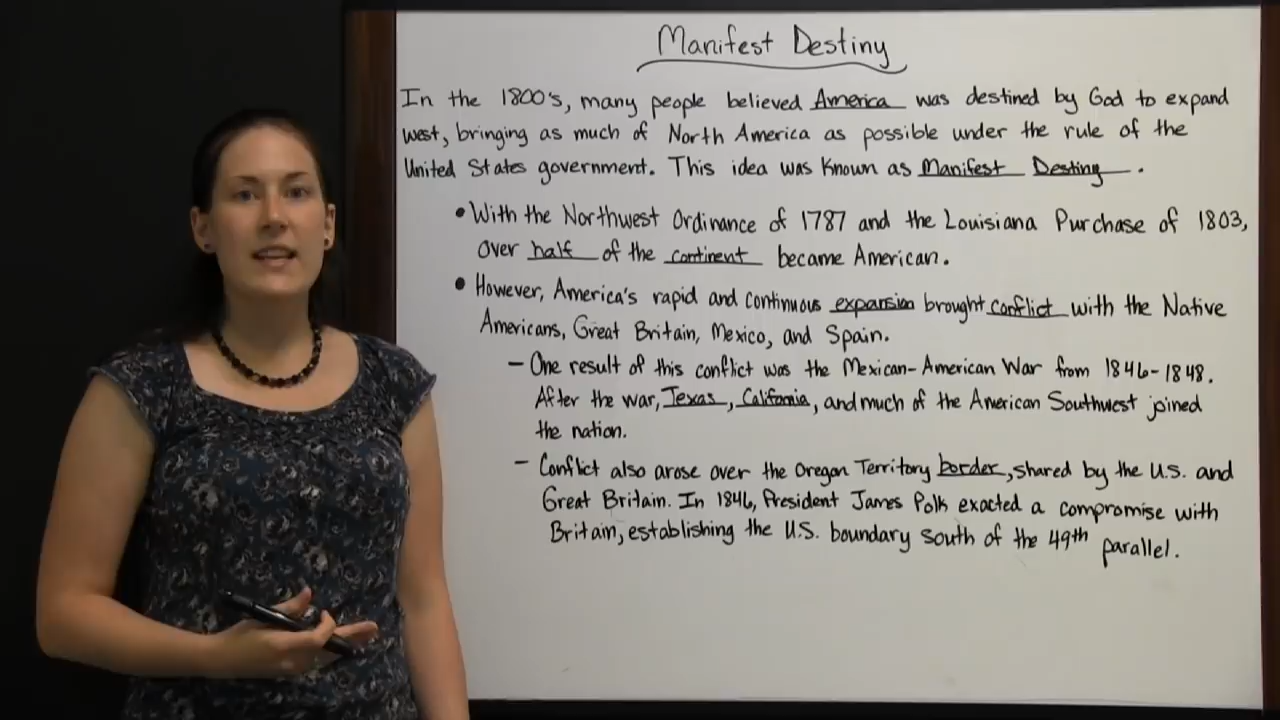 Manifest Destiny
In the 1800's, many people believed America was destined by God to expand
west, bringing as much of North America as possible under the rule of the
United States government. This idea was known as Manifest Destiny.
• With the Northwest Ordinance of 1787 and the Louisiana Purchase of 1803,
over half of the continent became American.
• However, America's rapid and continuous expansion brought conflict with the Native
Americans, Great Britain, Mexico, and Spain.
- One result of this conflict was the Mexican-American War from 1846-1848.
After the war, Texas, California, and much of the American Southwest joined
the nation.
- Conflict also arose over the Oregon Territory border, shared by the U.S. and
Great Britain. In 1846, President James Polk exacted a compromise with
Britain, establishing the U.S. boundary south of the 49th parallel.